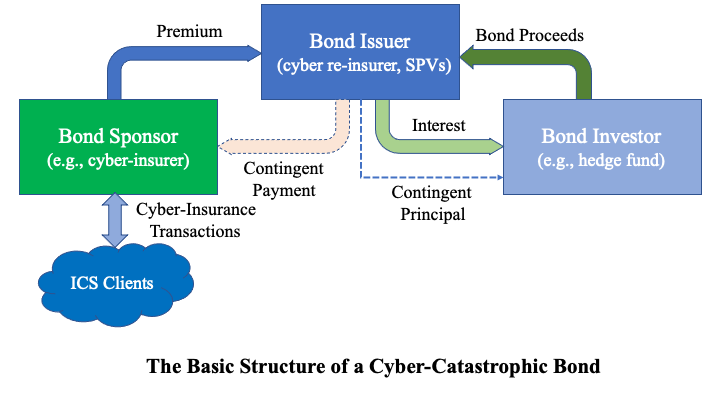 Premium
Bond Issuer
(cyber re-insurer, SPVs)
Bond Proceeds
Bond Sponsor
(e.g., cyber-insurer)
Interest
Bond Investor
(e.g., hedge fund)
Contingent
Payment
Contingent
Principal
Cyber-Insurance
Transactions
ICS Clients
The Basic Structure of a Cyber-Catastrophic Bond